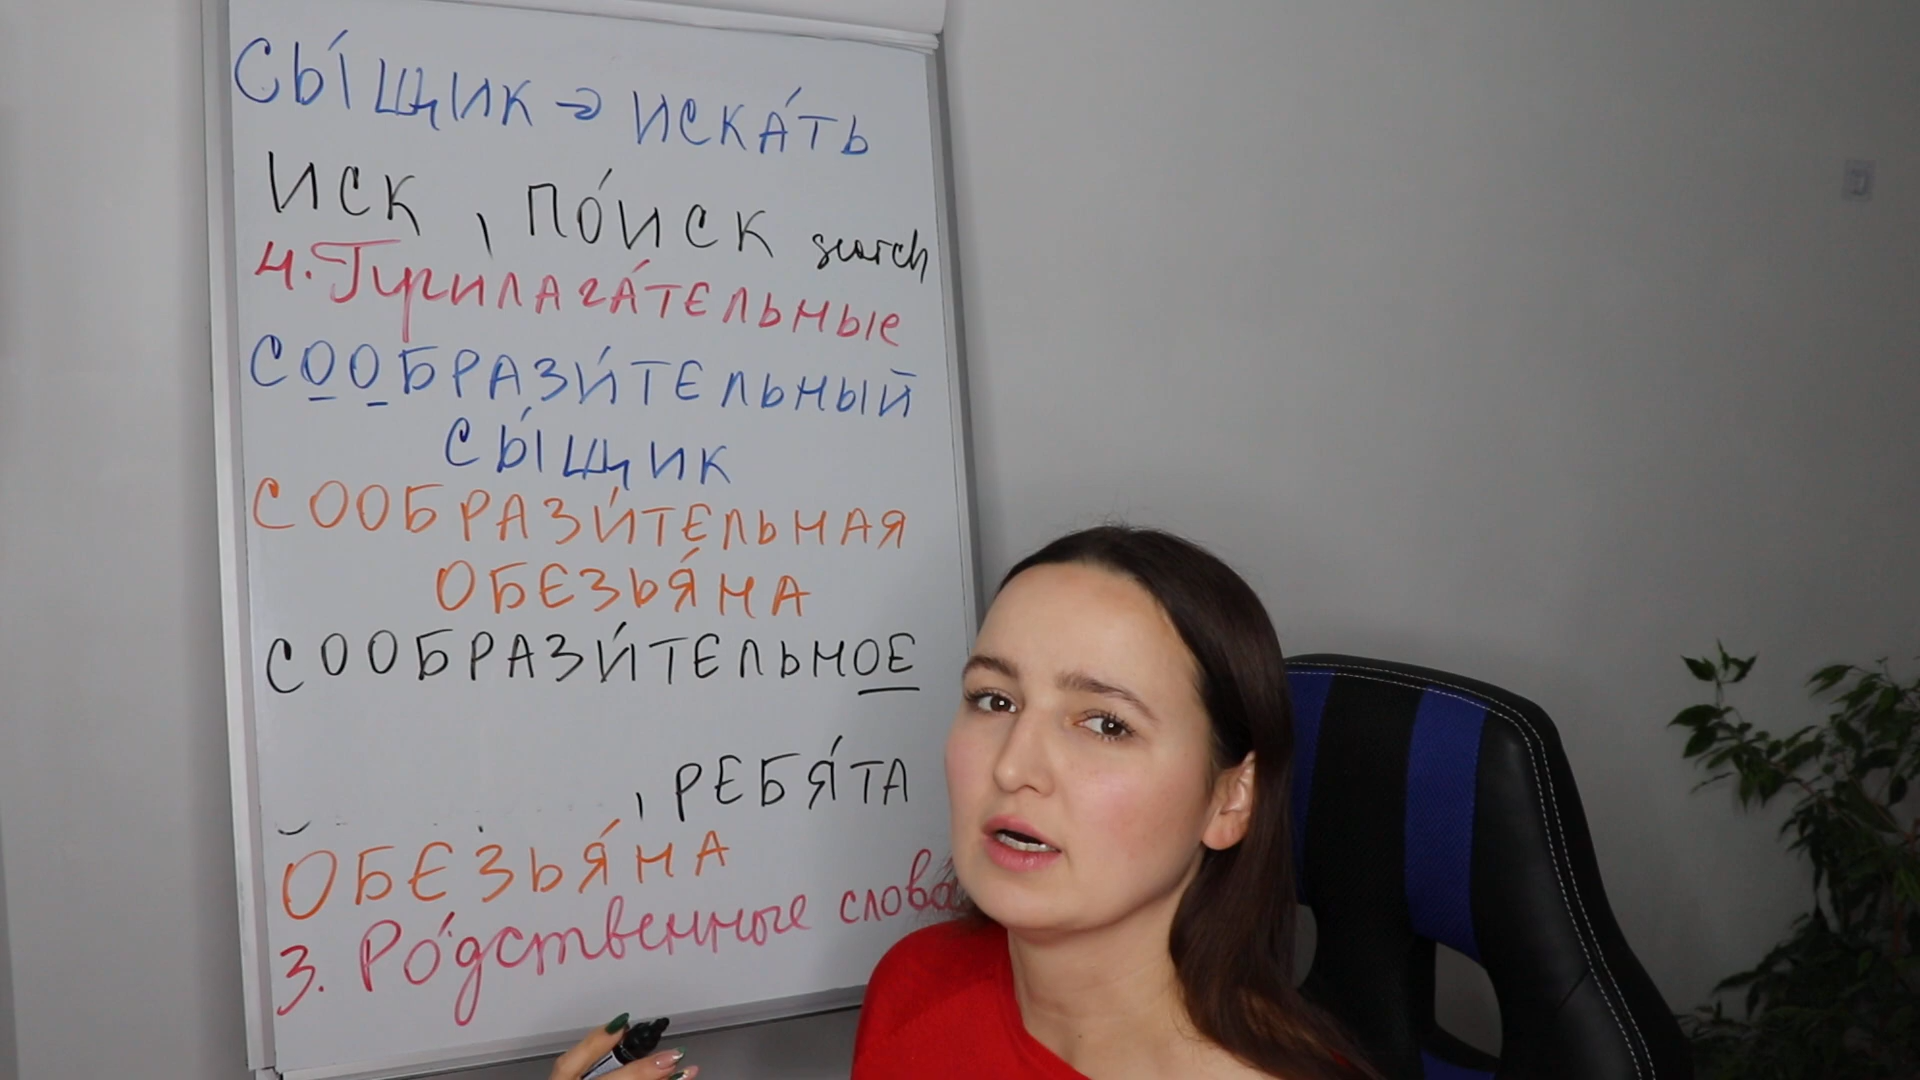 СЫ́ЩИК → ИСКА́ТЬ
ИСК, ПО́ИСК search
4. Прилага́тельные
СООБРАЗИ́ТЕЛЬНЫЙ
СЫ́ЩИК
СООБРАЗИ́ТЕЛЬНАЯ
ОБЕЗЬЯ́НА
СООБРАЗИ́ТЕЛЬНОЕ
, РЕБЯ́ТА
ОБЕЗЬЯ́НА
3. Ро́дственные слова